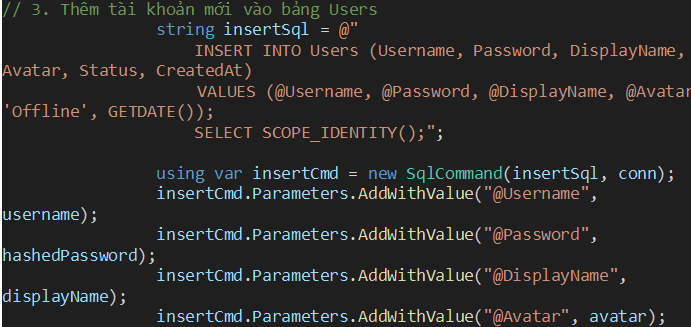 // 3. Thêm tài khoản mới vào bảng Users
string insertSql = @"
INSERT INTO Users (Username, Password, DisplayName,
Avatar, Status, CreatedAt)
VALUES (@Username, @Password, @DisplayName, @Avatar
'Offline', GETDATE());
SELECT SCOPE_IDENTITY();";
using var insertCmd = new SqlCommand(insertSql, conn);
insertCmd.Parameters.AddWithValue("@Username",
username);
insertCmd.Parameters.AddWithValue("@Password",
hashedPassword);
insertCmd.Parameters.AddWithValue("@DisplayName",
displayName);
insertCmd.Parameters.AddWithValue("@Avatar", avatar);